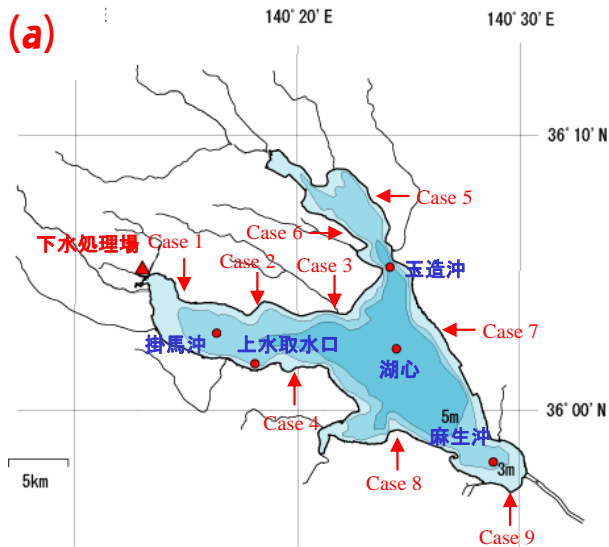 (a)
140° 20' E
140° 30' E
36° 10' N
Case 5
Case 6
下水処理場
Case 1
Case 2
Case 3
玉造沖
Case 7
掛馬沖
上水取水口
湖心
Case 4
5m
36° 00' N
麻生沖
3m
5km
Case 8
Case 9